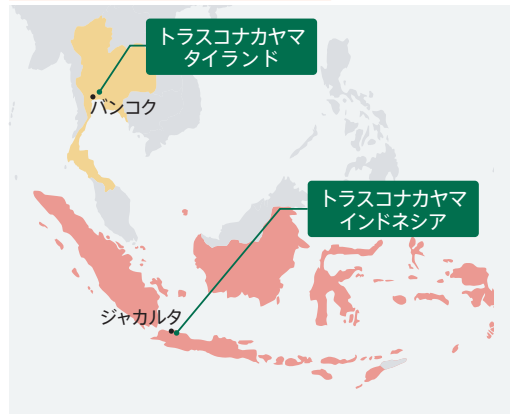 トラスコナカヤマ
タイランド
バンコク
トラスコナカヤマ
インドネシア
ジャカルタ